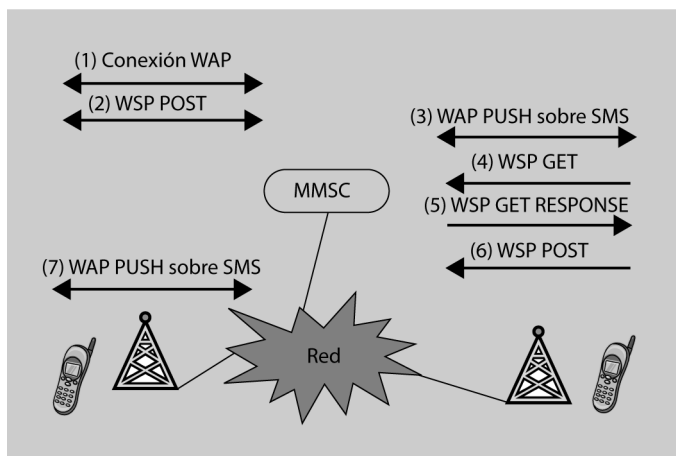 (1) Conexión WAP
(2) WSP POST
(3) WAP PUSH sobre SMS
(4) WSP GET
(5) WSP GET RESPONSE
(6) WSP POST
MMSC
(7) WAP PUSH sobre SMS
Red